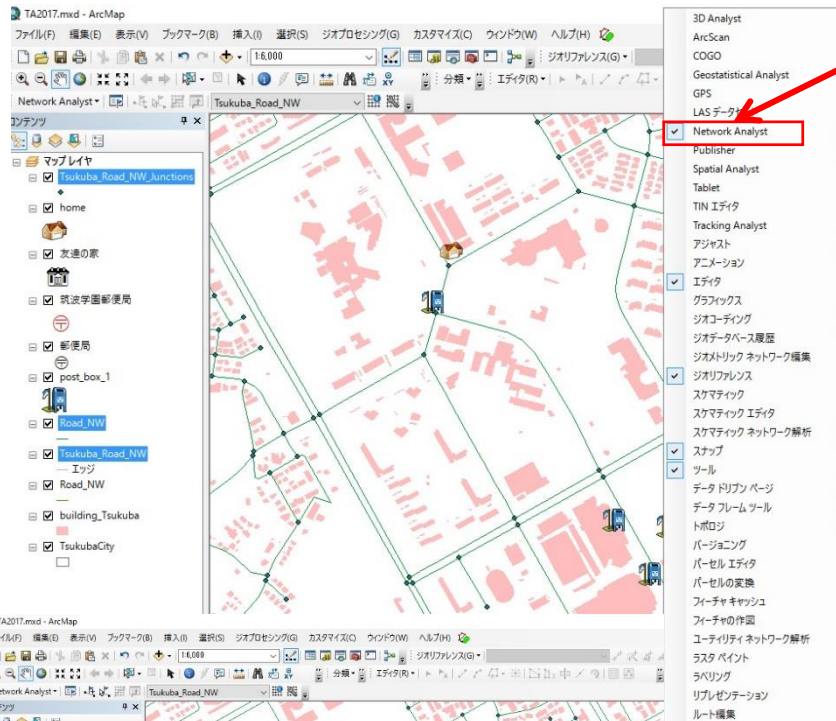 TA2017.mxd - ArcMap
ファイル(F) 編集(E) 表示(V) ブックマーク(B) 挿入(I) 選択(S) ジオプロセシング(G) カスタマイズ(C) ウィンドウ(W) ヘルプ(H)
1:6,000
ジオリファレンス(G)
分類 エディタ(R)
Network Analyst Tsukuba_Road_NW
コンテンツ
マップ レイヤ
Tsukuba_Road_NW_Junctions
home
友達の家
筑波学園郵便局
郵便局
post_box_1
Road_NW
Tsukuba_Road_NW
エッジ
Road_NW
building_Tsukuba
TsukubaCity
3D Analyst
ArcScan
COGO
Geostatistical Analyst
GPS
LAS データ
Network Analyst
Publisher
Spatial Analyst
Tablet
TIN エディタ
Tracking Analyst
アジャスト
アニメーション
エディタ
グラフィックス
ジオコーディング
ジオデータベース履歴
ジオメトリック ネットワーク編集
ジオリファレンス
スケマティック
スケマティック エディタ
スケマティック ネットワーク解析
スナップ
ツール
データ ドリブン ページ
データ フレーム ツール
トポロジ
バージョニング
パーセル エディタ
パーセルの変換
フィーチャ キャッシュ
フィーチャの作図
ユーティリティ ネットワーク解析
ラスタ ペイント
ラベリング
リプレゼンテーション
ルート編集
TA2017.mxd - ArcMap
ファイル(F) 編集(E) 表示(V) ブックマーク(B) 挿入(I) 選択(S) ジオプロセシング(G) カスタマイズ(C) ウィンドウ(W) ヘルプ(H)
1:6,000
ジオリファレンス(G)
分類 エディタ(R)
Network Analyst Tsukuba_Road_NW